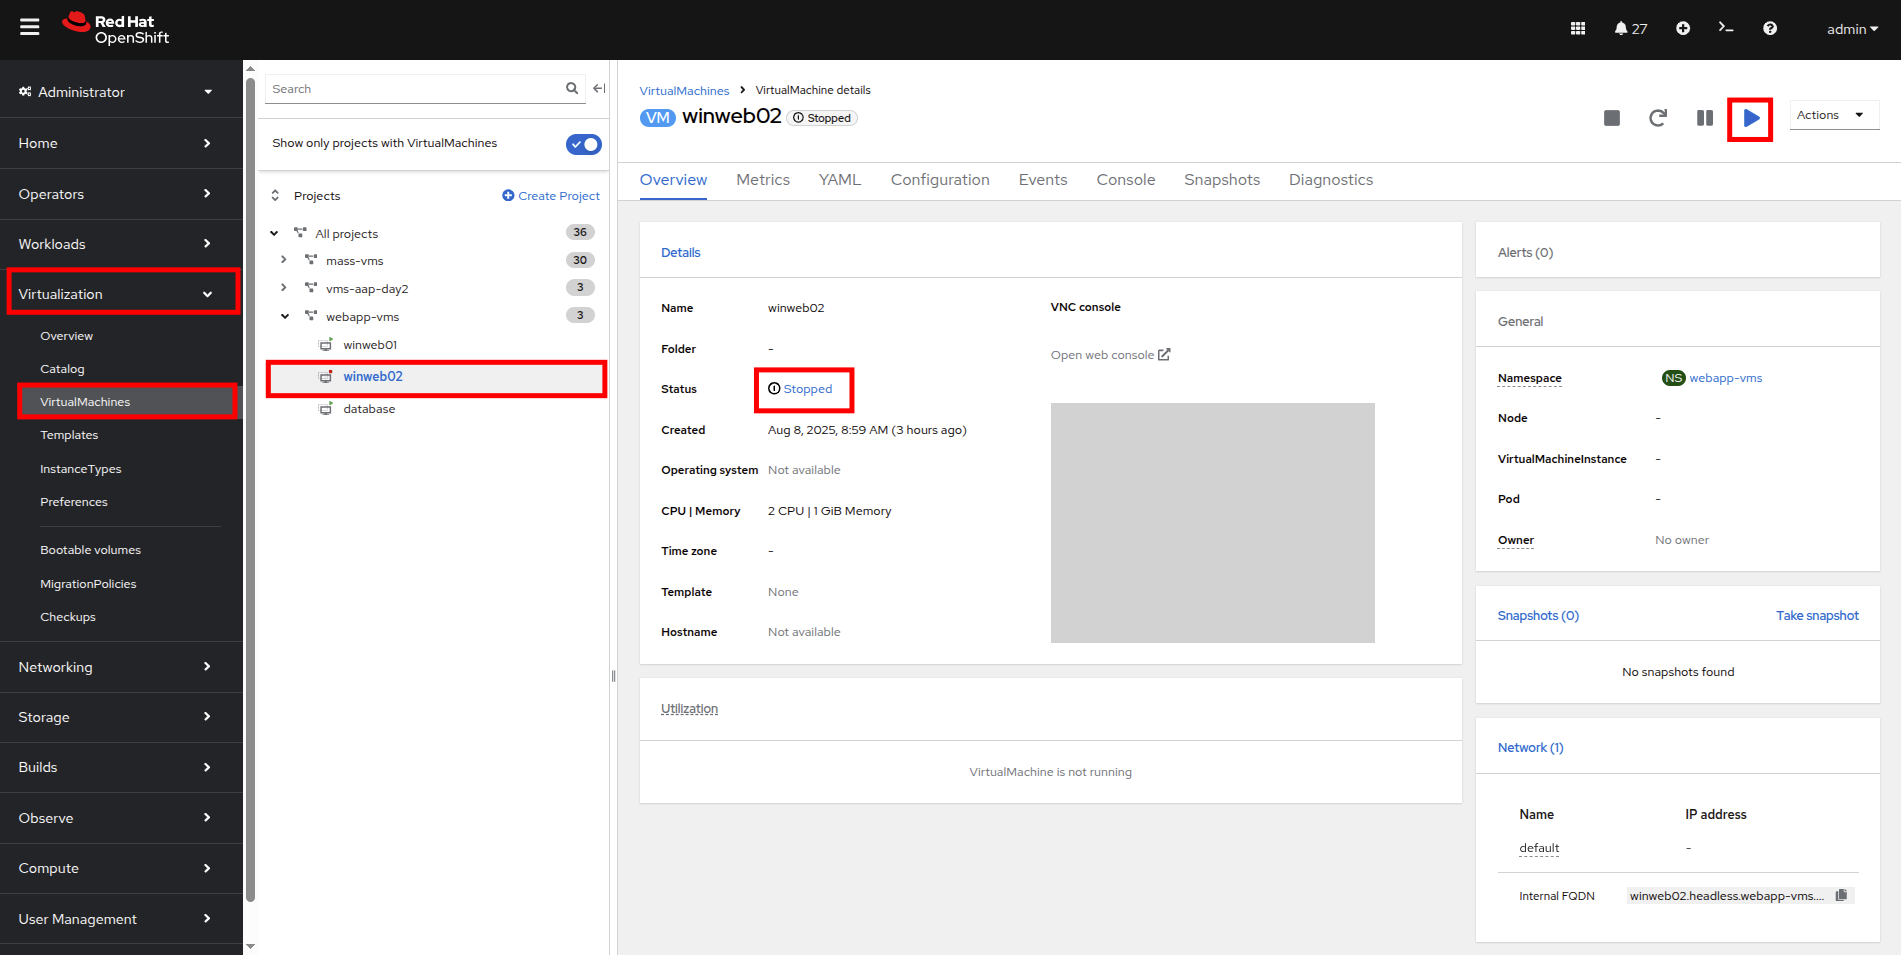 Red Hat
OpenShift
27
admin
Administrator
Home
Operators
Workloads
Virtualization
Overview
Catalog
VirtualMachines
Templates
InstanceTypes
Preferences
Bootable volumes
MigrationPolicies
Checkups
Networking
Storage
Builds
Observe
Compute
User Management
Search
Show only projects with VirtualMachines
Projects
Create Project
All projects 36
mass-vms 30
vms-aap-day2 3
webapp-vms 3
winweb01
winweb02
database
VirtualMachines > VirtualMachine details
VM winweb02 Stopped
Actions
Overview Metrics YAML Configuration Events Console Snapshots Diagnostics
Details
Name winweb02
Folder -
Status Stopped
Created Aug 8, 2025, 8:59 AM (3 hours ago)
Operating system Not available
CPU | Memory 2 CPU | 1 GiB Memory
Time zone -
Template None
Hostname Not available
VNC console
Open web console
Utilization
VirtualMachine is not running
Alerts (0)
General
Namespace NS webapp-vms
Node -
VirtualMachineInstance -
Pod -
Owner No owner
Snapshots (0) Take snapshot
No snapshots found
Network (1)
Name IP address
default -
Internal FQDN winweb02.headless.webapp-vms....